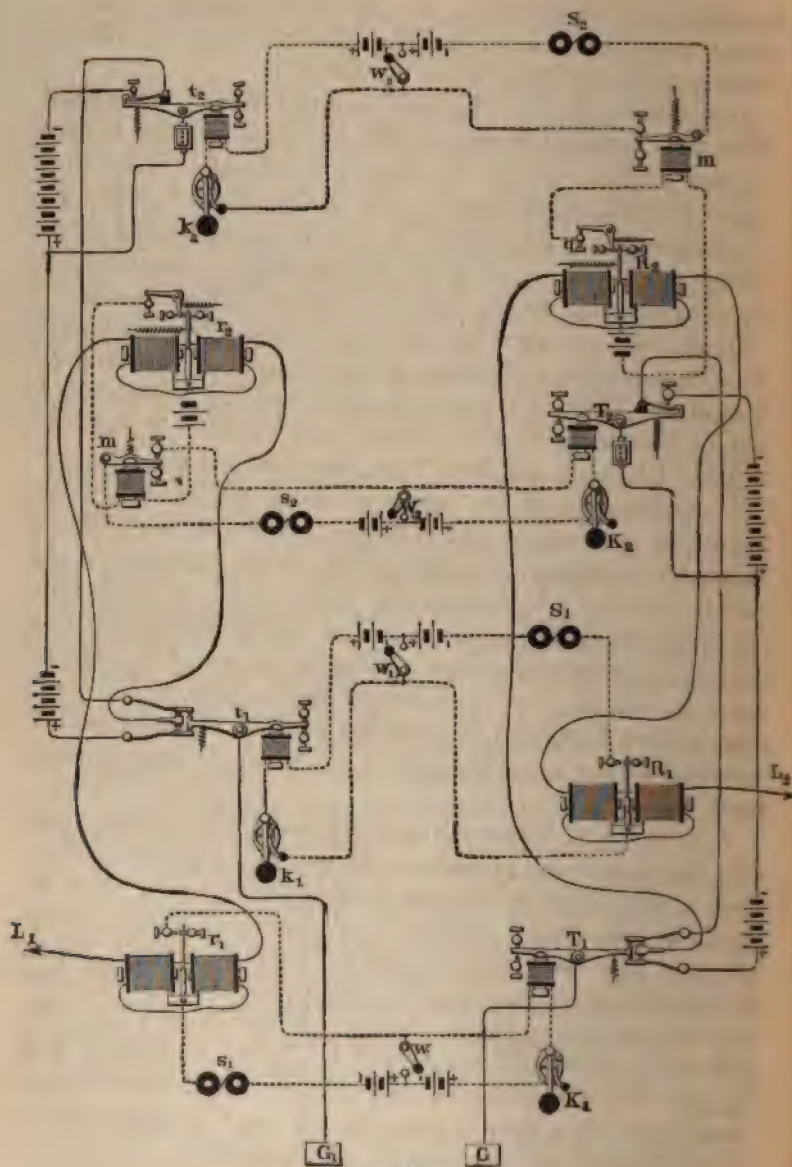 S₂
t₂
w₂
m
k₂
R₂
r₂
T₂
m
s₂
W₂
K₂
S₁
w₁
t₁
R₁
L₂
k₁
L₁
r₁
T₁
w
s₁
K₁
G₁
G